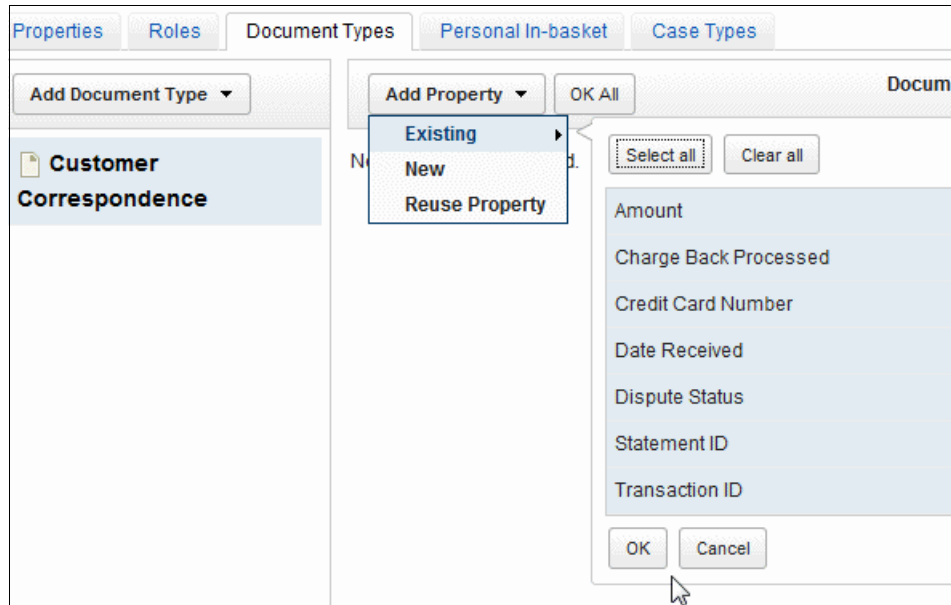 Properties
Roles
Document Types
Personal In-basket
Case Types
Add Document Type
Add Property
OK All
Customer
Correspondence
Existing
New
Reuse Property
Select all
Clear all
Amount
Charge Back Processed
Credit Card Number
Date Received
Dispute Status
Statement ID
Transaction ID
OK
Cancel